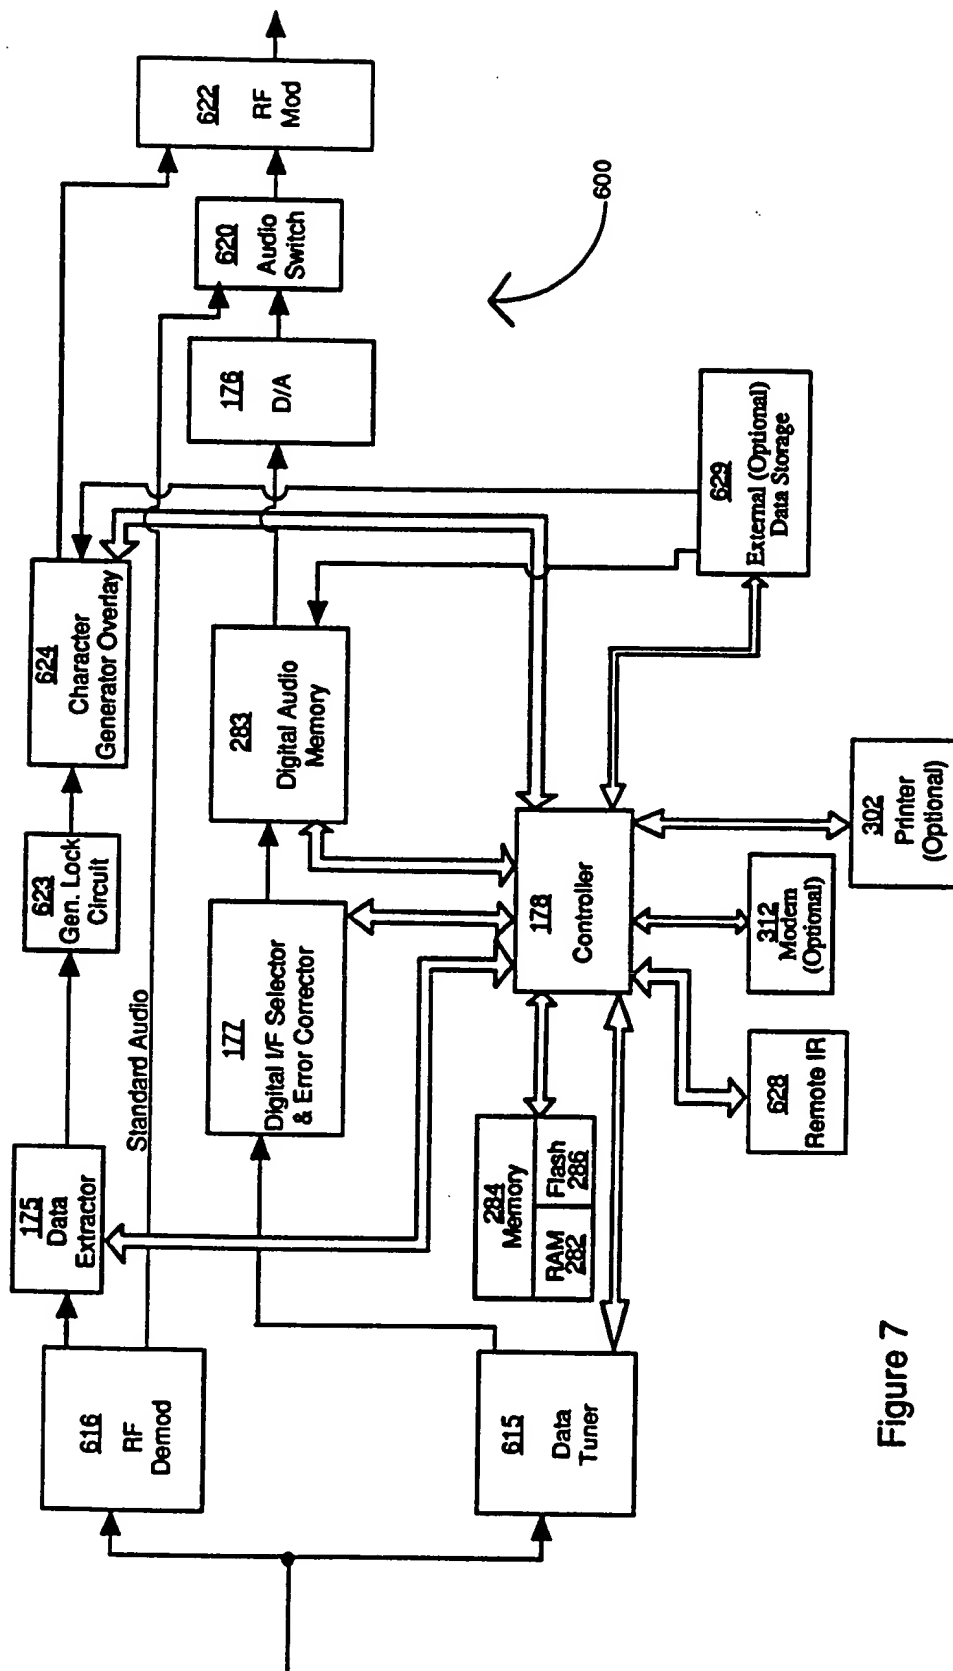 616
RF
Demod
175
Data
Extractor
623
Gen. Lock
Circuit
624
Character
Generator Overlay
Standard Audio
622
RF
Mod
620
Audio
Switch
176
D/A
283
Digital Audio
Memory
177
Digital I/F Selector
& Error Corrector
615
Data
Tuner
284
Memory
RAM
282
Flash
286
178
Controller
629
External (Optional)
Data Storage
628
Remote IR
312
Modem
(Optional)
302
Printer
(Optional)
600
Figure 7